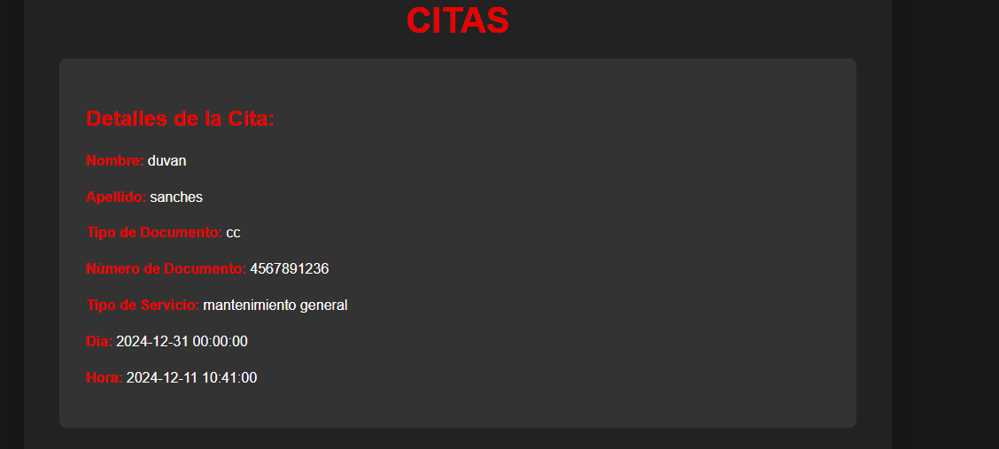 CITAS
Detalles de la Cita:
Nombre: duvan
Apellido: sanches
Tipo de Documento: cc
Número de Documento: 4567891236
Tipo de Servicio: mantenimiento general
Día: 2024-12-31 00:00:00
Hora: 2024-12-11 10:41:00